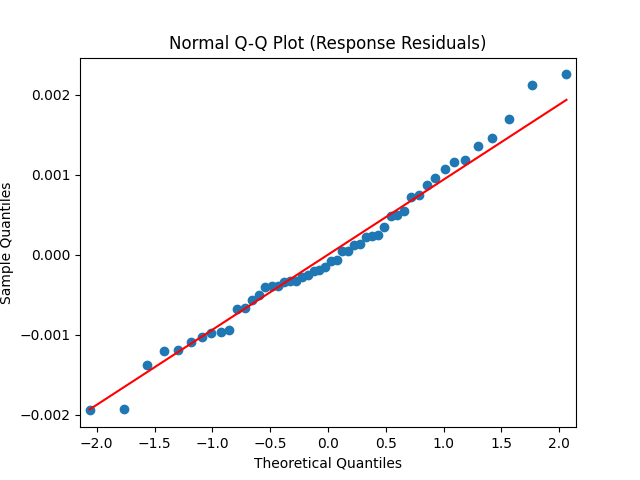 Normal Q-Q Plot (Response Residuals)
0.002
0.001
0.000
−0.001
−0.002
Sample Quantiles
−2.0 −1.5 −1.0 −0.5 0.0 0.5 1.0 1.5 2.0
Theoretical Quantiles